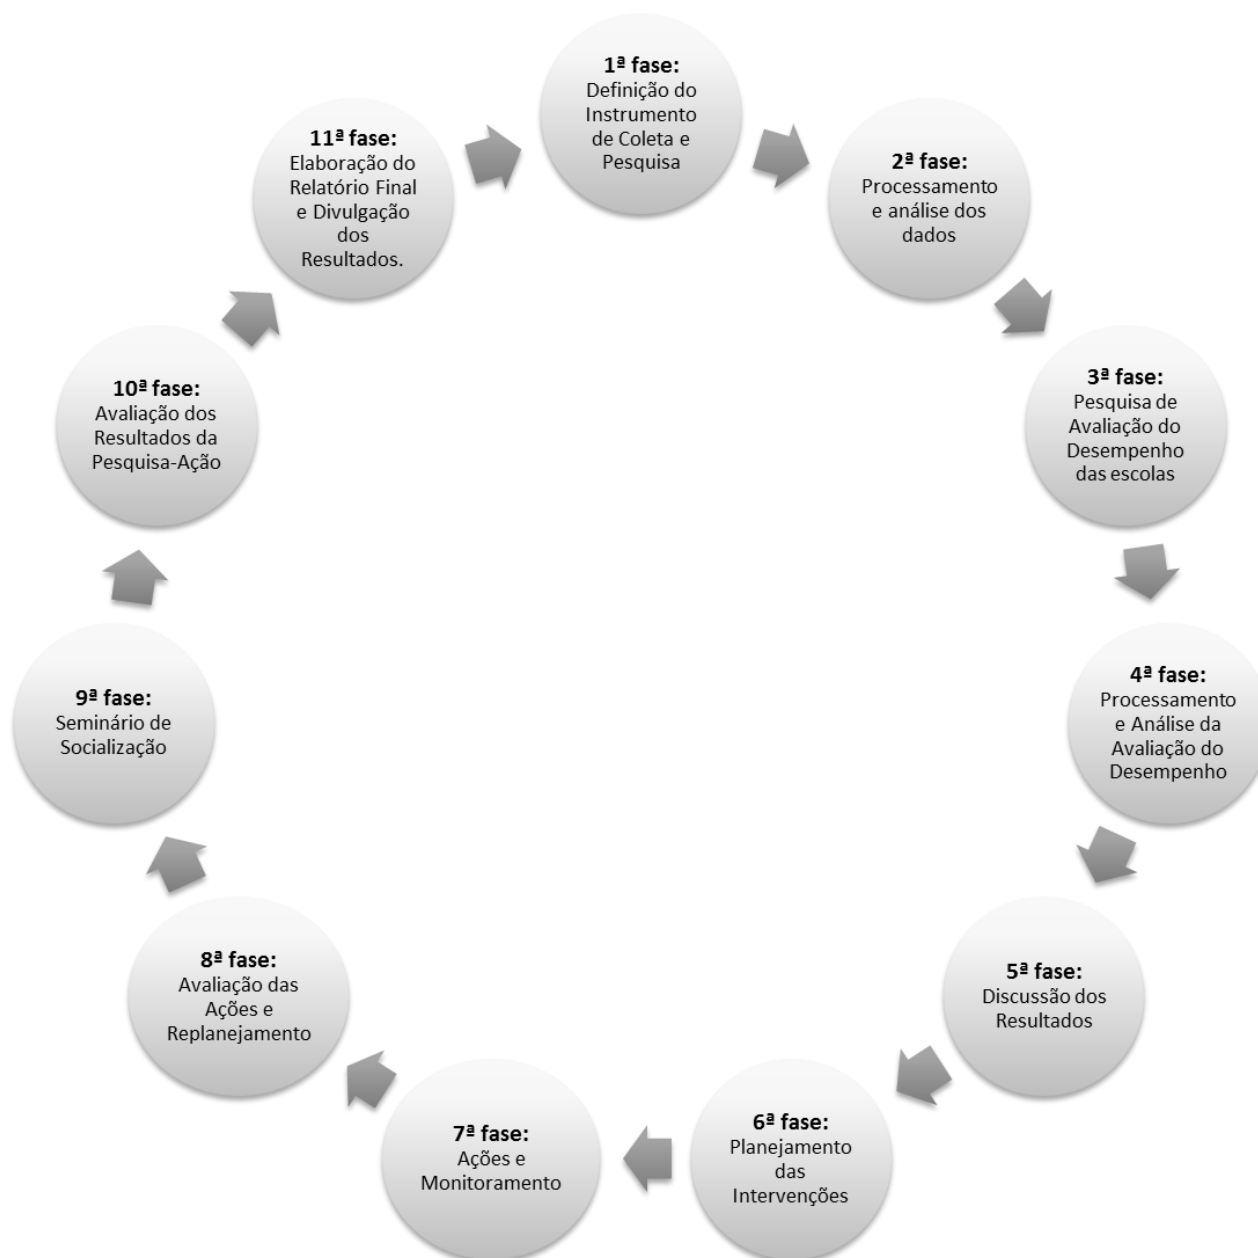 1ª fase:
Definição do
Instrumento
de Coleta e
Pesquisa
2ª fase:
Processamento
e análise dos
dados
3ª fase:
Pesquisa de
Avaliação do
Desempenho
das escolas
4ª fase:
Processamento
e Análise da
Avaliação do
Desempenho
5ª fase:
Discussão dos
Resultados
6ª fase:
Planejamento
das
Intervenções
7ª fase:
Ações e
Monitoramento
8ª fase:
Avaliação das
Ações e
Replanejamento
9ª fase:
Seminário de
Socialização
10ª fase:
Avaliação dos
Resultados da
Pesquisa-Ação
11ª fase:
Elaboração do
Relatório Final
e Divulgação
dos
Resultados.